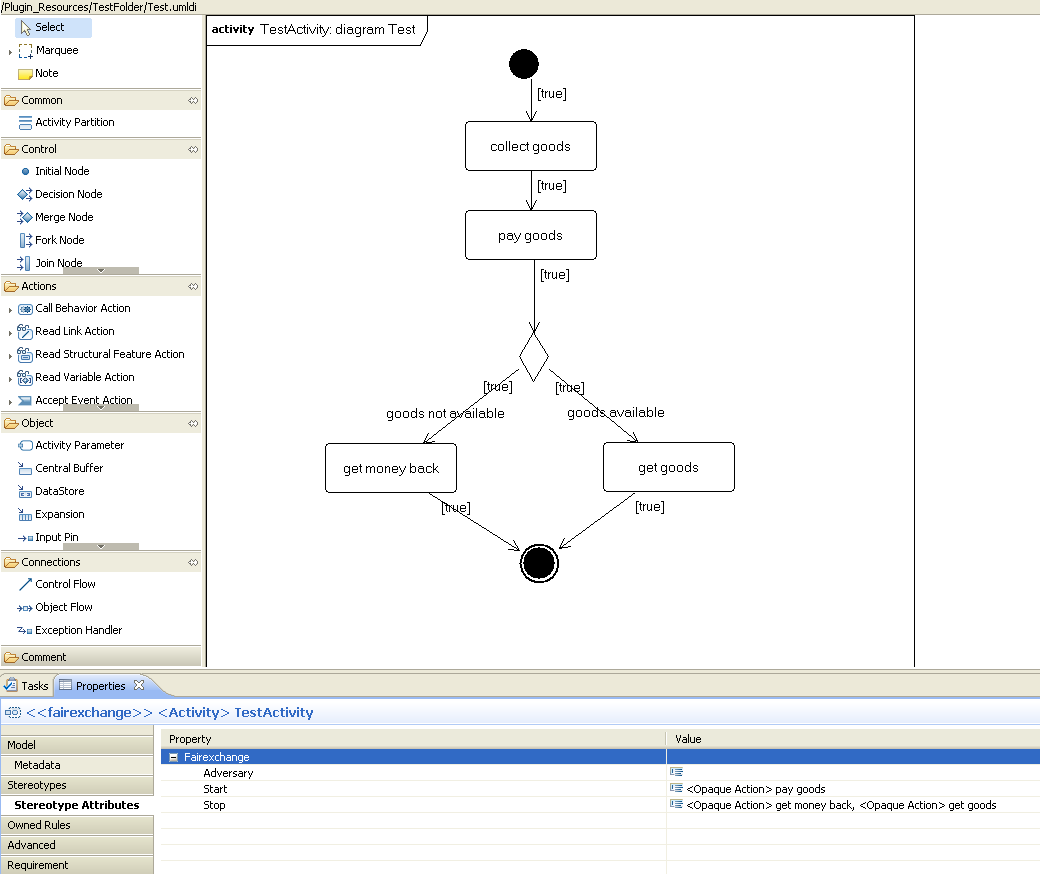 /Plugin_Resources/TestFolder/Test.umldi
Select
Marquee
Note
Common
Activity Partition
Control
Initial Node
Decision Node
Merge Node
Fork Node
Join Node
Actions
Call Behavior Action
Read Link Action
Read Structural Feature Action
Read Variable Action
Accept Event Action
Object
Activity Parameter
Central Buffer
DataStore
Expansion
Input Pin
Connections
Control Flow
Object Flow
Exception Handler
Comment
activity TestActivity: diagram Test
[true]
collect goods
[true]
pay goods
[true]
[true] [true]
goods not available goods available
get money back get goods
[true] [true]
Tasks Properties
<<fairexchange>> <Activity> TestActivity
Model
Metadata
Stereotypes
Stereotype Attributes
Owned Rules
Advanced
Requirement
Property Value
Fairexchange
Adversary
Start <Opaque Action> pay goods
Stop <Opaque Action> get money back, <Opaque Action> get goods